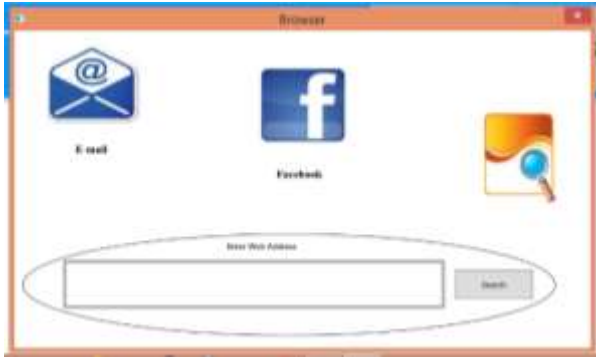 Browser
@
f
E-mail
Facebook
Enter Web Address
Search